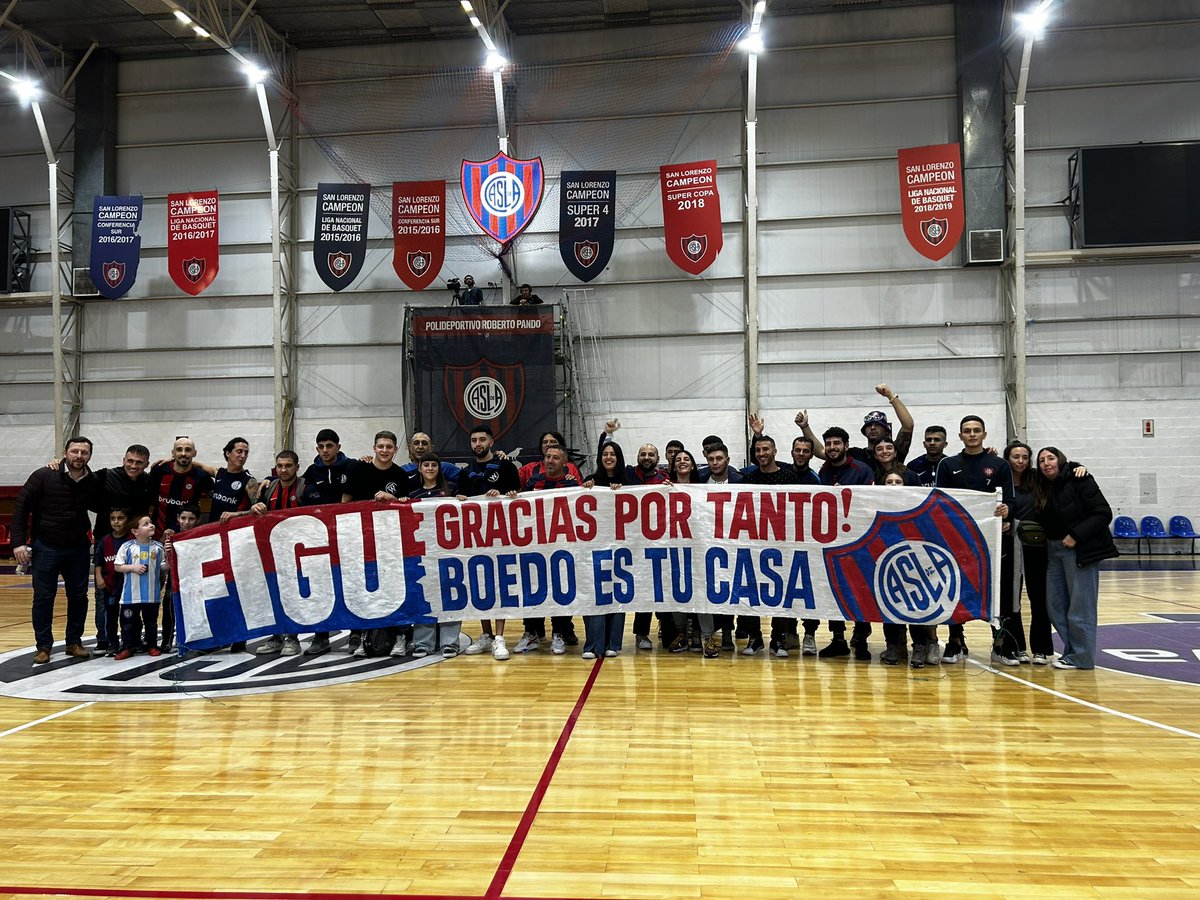 SAN LORENZO
CAMPEON
CONFERENCIA
SUR
2016/2017
SAN LORENZO
CAMPEON
LIGA NACIONAL
DE BASQUET
2016/2017
SAN LORENZO
CAMPEON
LIGA NACIONAL
DE BASQUET
2015/2016
SAN LORENZO
CAMPEON
CONFERENCIA SUR
2015/2016
CASLA
SAN LORENZO
CAMPEON
SUPER 4
2017
SAN LORENZO
CAMPEON
SUPER COPA
2018
SAN LORENZO
CAMPEON
LIGA NACIONAL
DE BASQUET
2018/2019
POLIDEPORTIVO ROBERTO PANDO
CASLA
FIGU
GRACIAS POR TANTO!
BOEDO ES TU CASA
CASLA